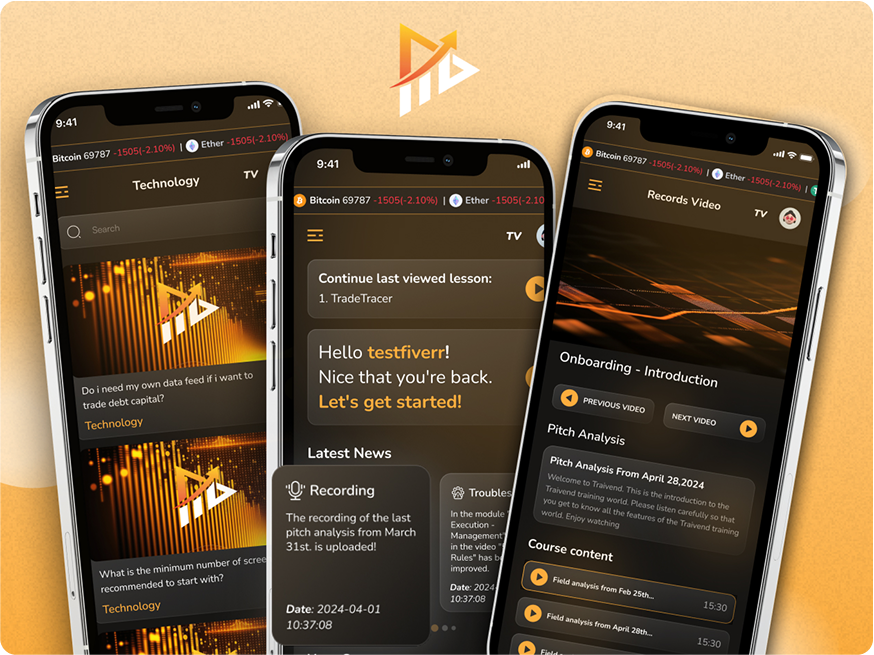 9:41
Bitcoin 69787 -1505(-2.10%) | Ether -1505(-2.10%)
Technology
TV
Search
Do i need my own data feed if i want to
trade debt capital?
Technology
What is the minimum number of scree
recommended to start with?
Technology
9:41
Bitcoin 69787 -1505(-2.10%) | Ether -1505(-2.10
TV
Continue last viewed lesson:
1. TradeTracer
Hello testfiverr!
Nice that you're back.
Let's get started!
Latest News
Recording
The recording of the last
pitch analysis from March
31st. is uploaded!
Date: 2024-04-01
10:37:08
Troubles
In the module "
Execution -
Management"
in the video "
Rules" has be
improved.
Date: 2024
10:37:08
9:41
Bitcoin 69787 -1505(-2.10%) | Ether -1505(-2.10%) |
Records Video
TV
Onboarding - Introduction
PREVIOUS VIDEO
NEXT VIDEO
Pitch Analysis
Pitch Analysis From April 28,2024
Welcome to Traivend. This is the introduction to the
Traivend training world. Please listen carefully so that
you get to know all the features of the Traivend training
world. Enjoy watching
Course content
Field analysis from Feb 25th...
15:30
Field analysis from April 28th...
15:30